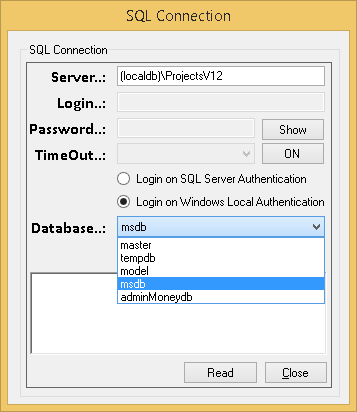 SQL Connection
SQL Connection
Server..: (localdb)\ProjectsV12
Login..:
Password..: Show
TimeOut..: ON
Login on SQL Server Authentication
Login on Windows Local Authentication
Database..: msdb
master
tempdb
model
msdb
adminMoneydb
Read Close